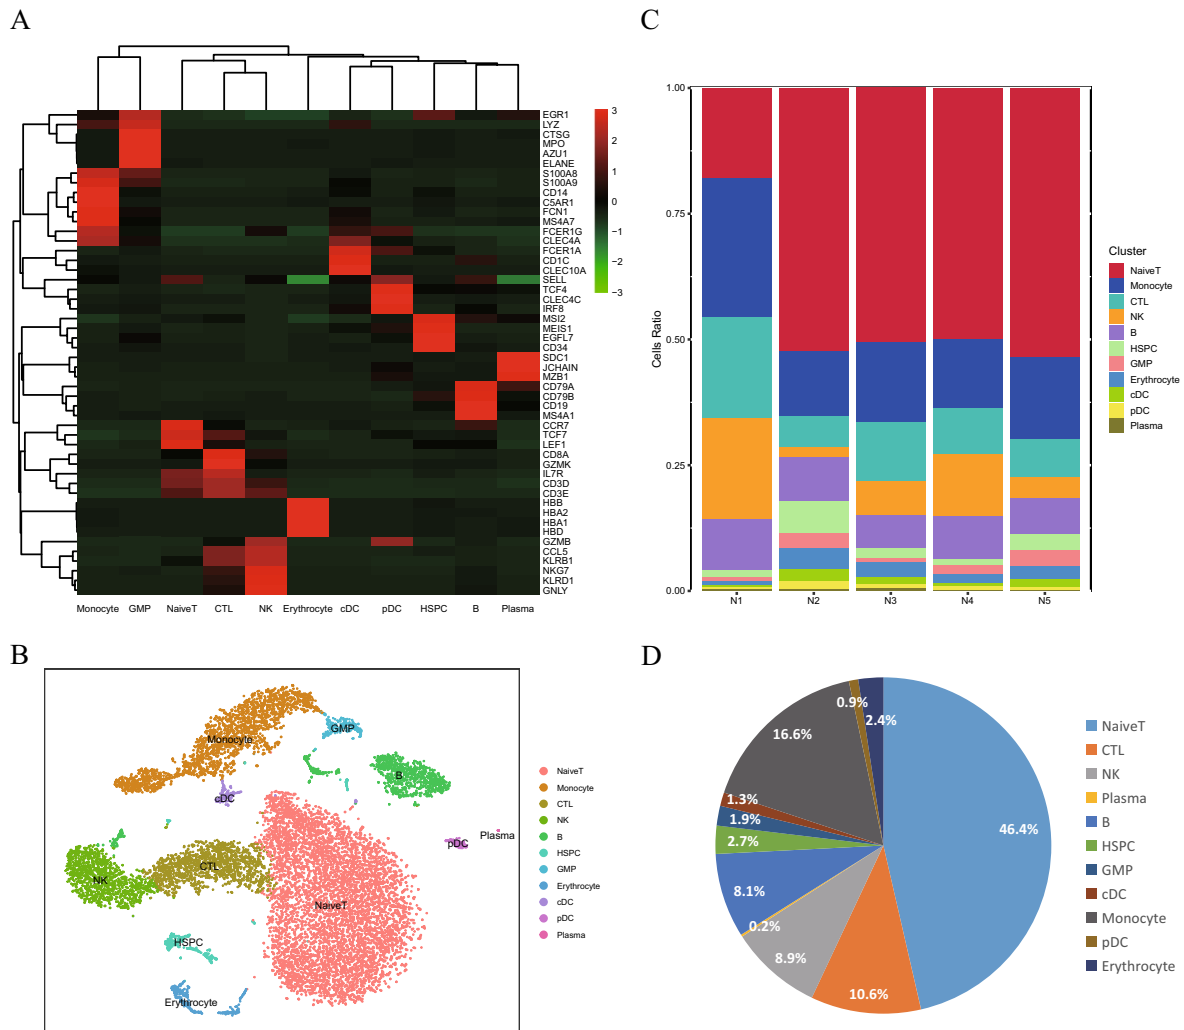 A
EGR1
LYZ
CTSG
MPO
AZU1
ELANE
S100A8
S100A9
CD14
C5AR1
FCN1
MS4A7
FCER1G
CLEC4A
FCER1A
CD1C
CLEC10A
SELL
TCF4
CLEC4C
IRF8
MSI2
MEIS1
EGFL7
CD34
SDC1
JCHAIN
MZB1
CD79A
CD79B
CD19
MS4A1
CCR7
TCF7
LEF1
CD8A
GZMK
IL7R
CD3D
CD3E
HBB
HBA2
HBA1
HBD
GZMB
CCL5
KLRB1
NKG7
KLRD1
GNLY
Monocyte GMP NaiveT CTL NK Erythrocyte cDC pDC HSPC B Plasma
3
2
1
0
−1
−2
−3
C
1.00
0.75
0.50
0.25
0.00
Cells Ratio
N1 N2 N3 N4 N5
Cluster
NaiveT
Monocyte
CTL
NK
B
HSPC
GMP
Erythrocyte
cDC
pDC
Plasma
B
Monocyte
GMP
B
cDC
Plasma
pDC
CTL
NK
NaiveT
HSPC
Erythrocyte
NaiveT
Monocyte
CTL
NK
B
HSPC
GMP
Erythrocyte
cDC
pDC
Plasma
D
0.9%
2.4%
16.6%
1.3%
1.9%
2.7%
8.1%
0.2%
8.9%
10.6%
46.4%
NaiveT
CTL
NK
Plasma
B
HSPC
GMP
cDC
Monocyte
pDC
Erythrocyte